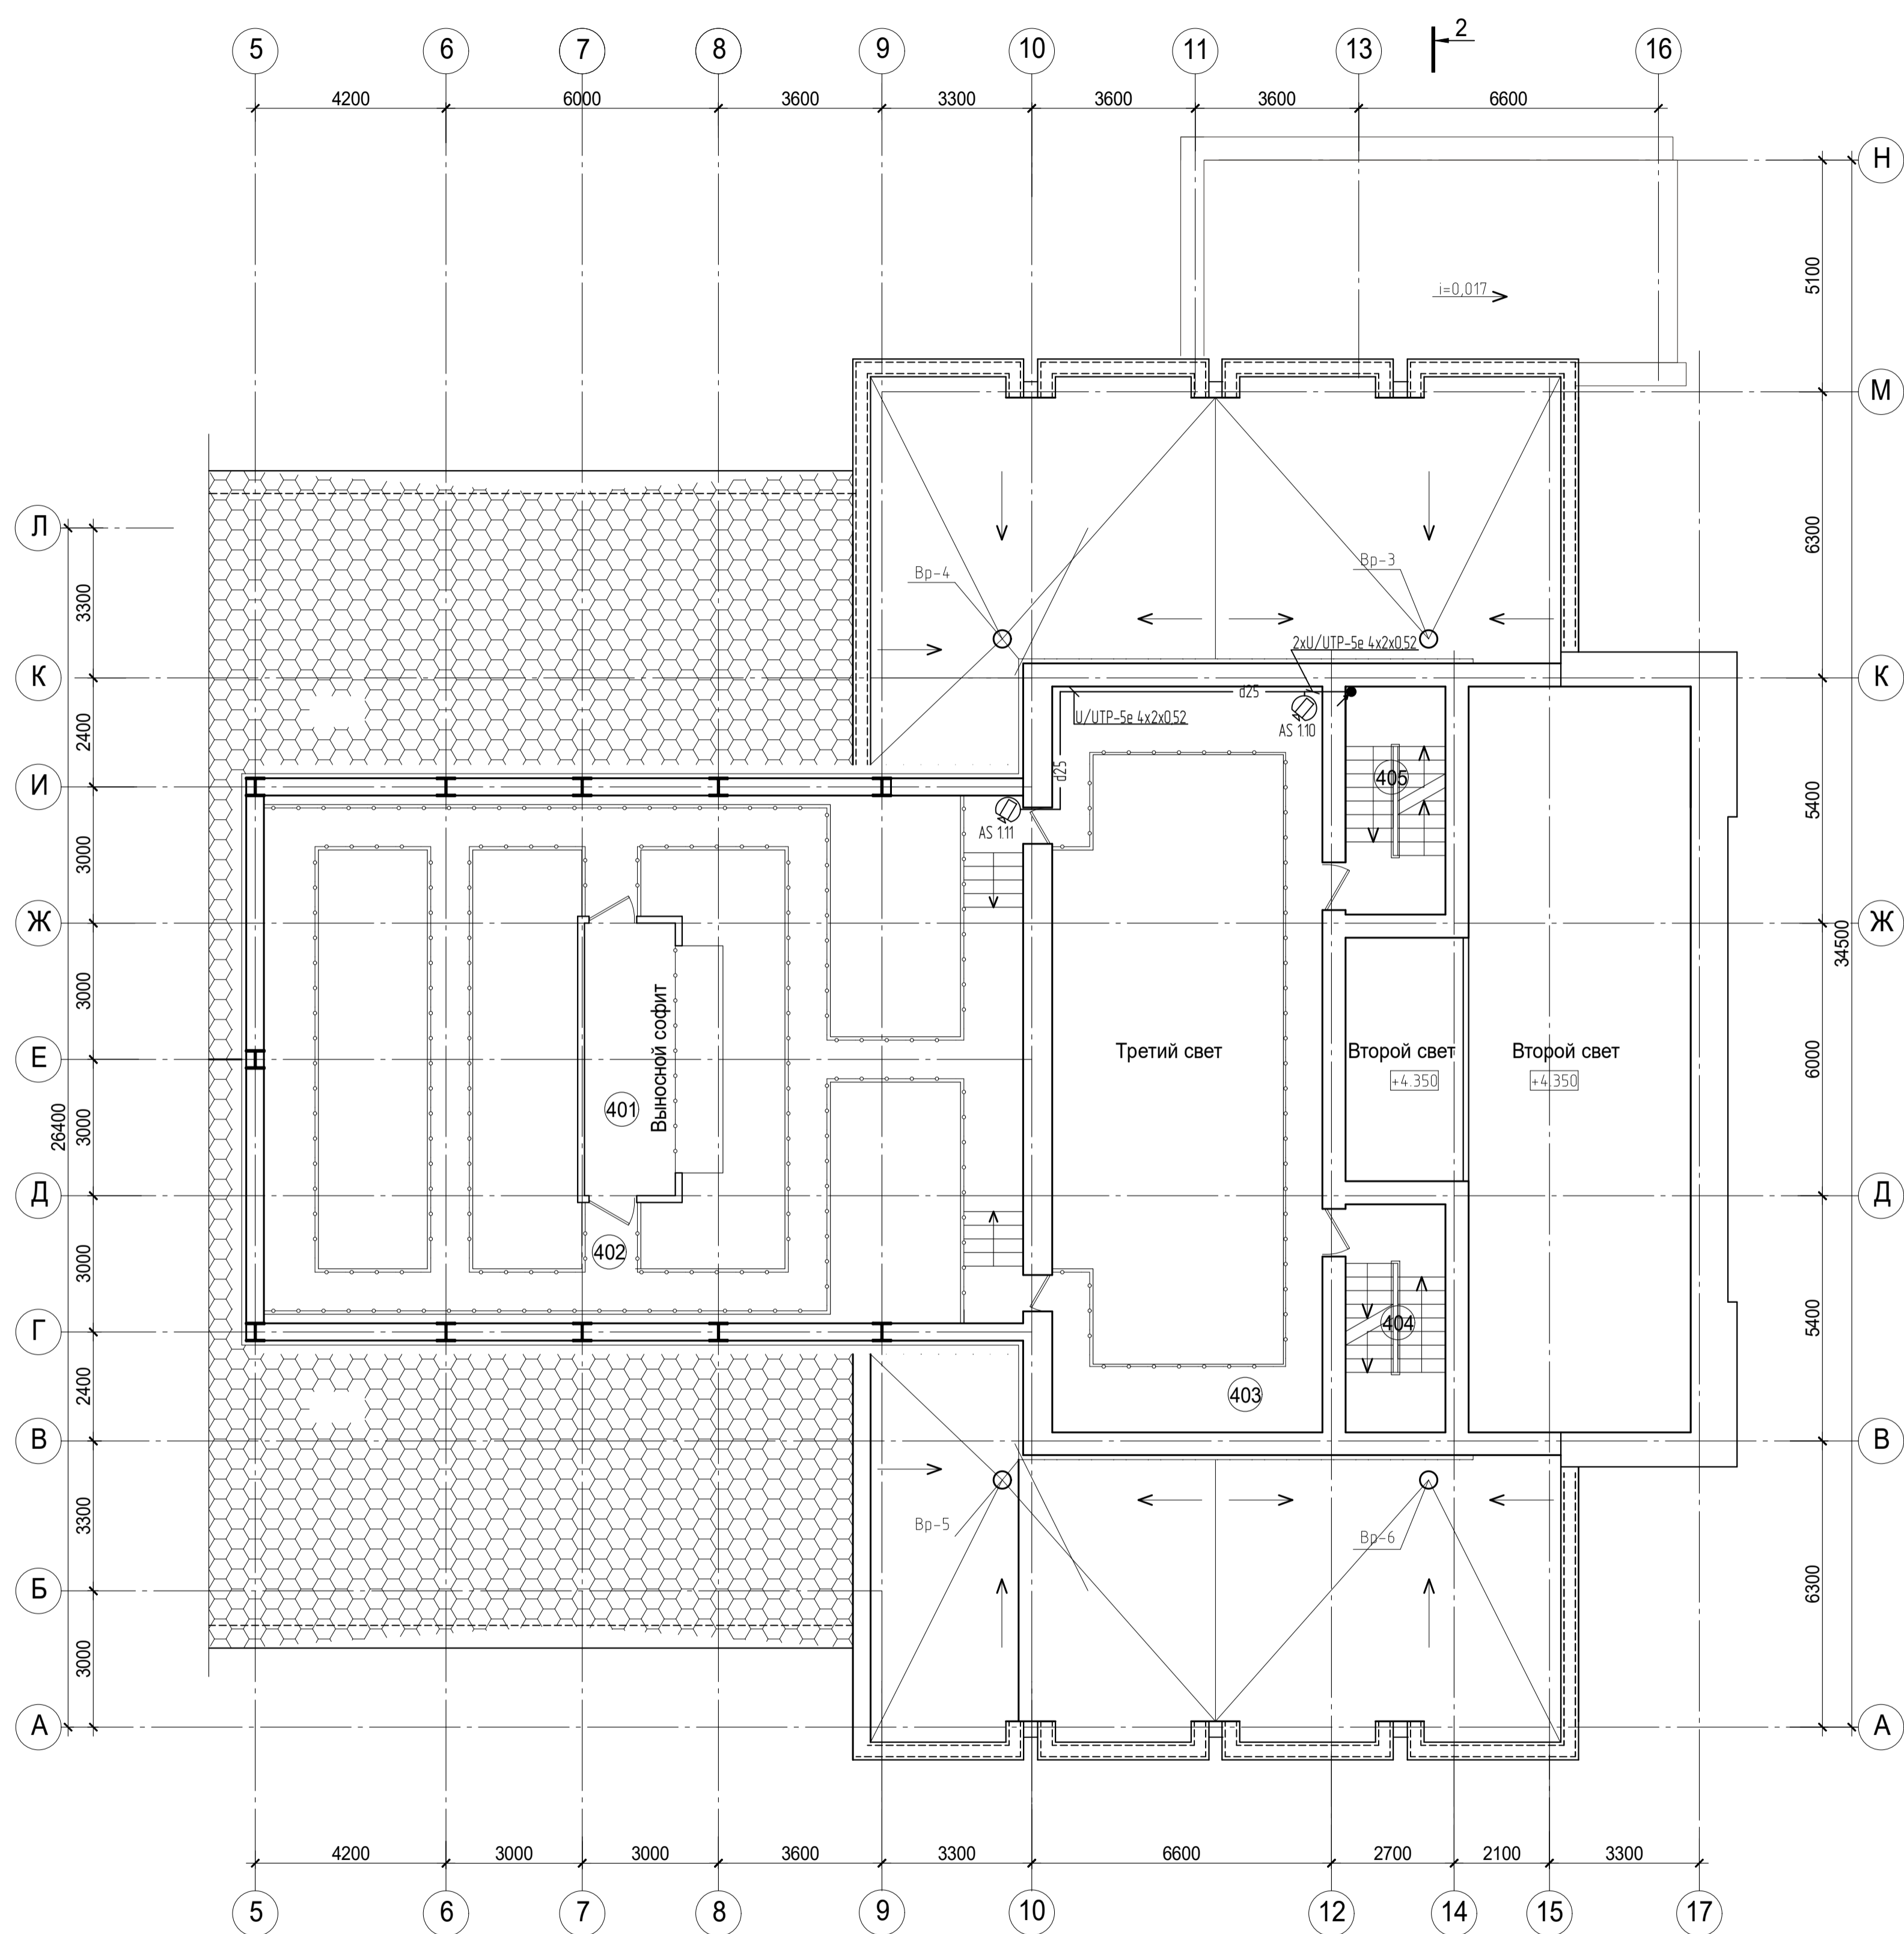 5 6 7 8 9 10 11 13 2 16
4200 6000 3600 3300 3600 3600 6600
Н
5100
i=0,017
М
Л
6300
Вр-4
Вр-3
3300
2xU/UTP-5e 4x2x0.52
К
К
d25
U/UTP-5e 4x2x0.52
AS 1.10
2400
d25
405
И
5400
AS 1.11
3000
Ж
Ж
34500
3000
Выносной софит
Е
Третий свет
Второй свет
Второй свет
6000
+4.350
+4.350
401
26400
3000
Д
Д
402
3000
404
Г
5400
2400
403
В
В
3300
Вр-5
Вр-6
Б
6300
3000
А
А
4200 3000 3000 3600 3300 6600 2700 2100 3300
5 6 7 8 9 10 12 14 15 17